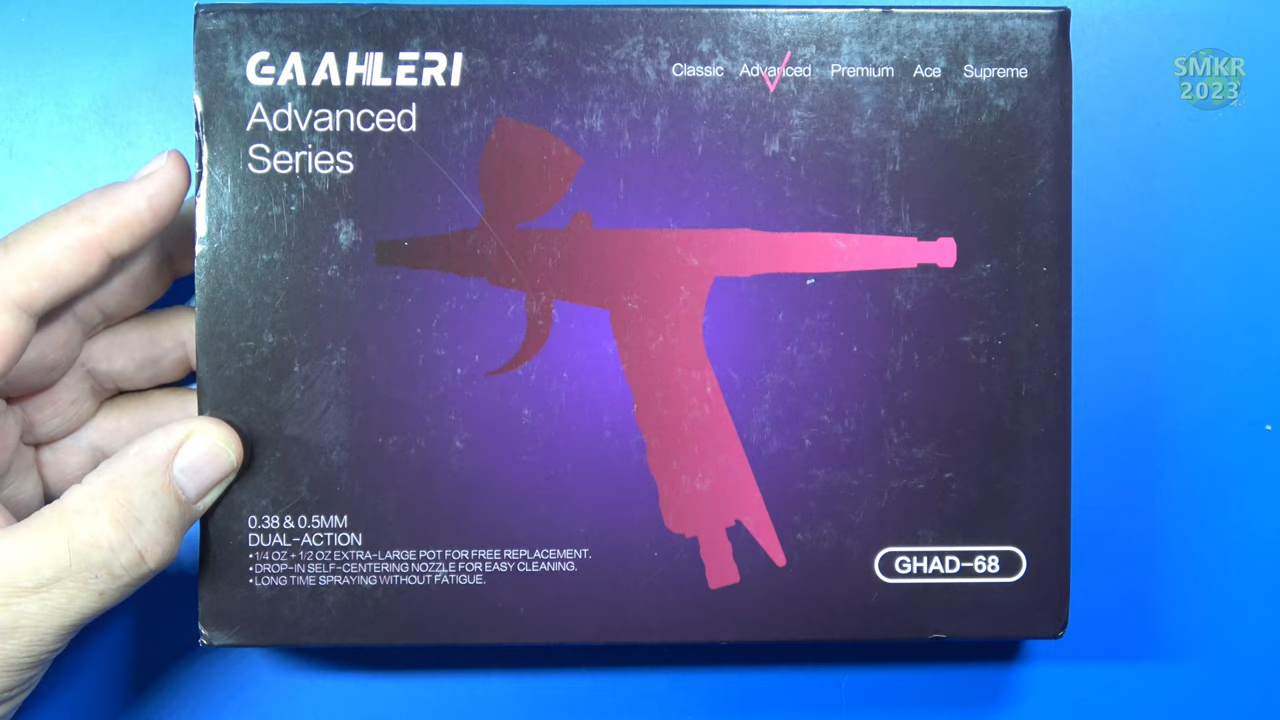 GAAHLERI
Advanced
Series
Classic Advanced Premium Ace Supreme
SMKR
2023
0.38 & 0.5MM
DUAL-ACTION
•1/4 OZ + 1/2 OZ EXTRA-LARGE POT FOR FREE REPLACEMENT.
•DROP-IN SELF-CENTERING NOZZLE FOR EASY CLEANING.
•LONG TIME SPRAYING WITHOUT FATIGUE.
GHAD-68